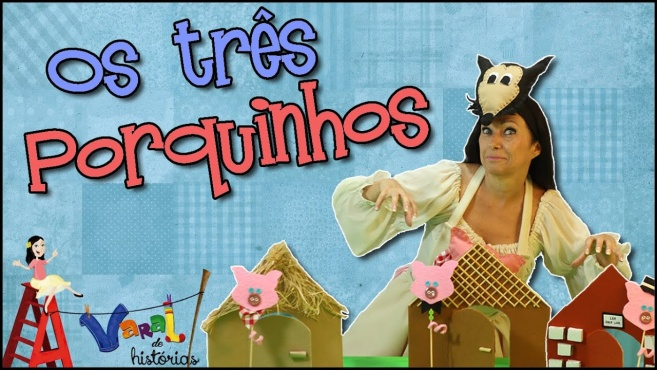 os três
porquinhos
Varal
de
histórias